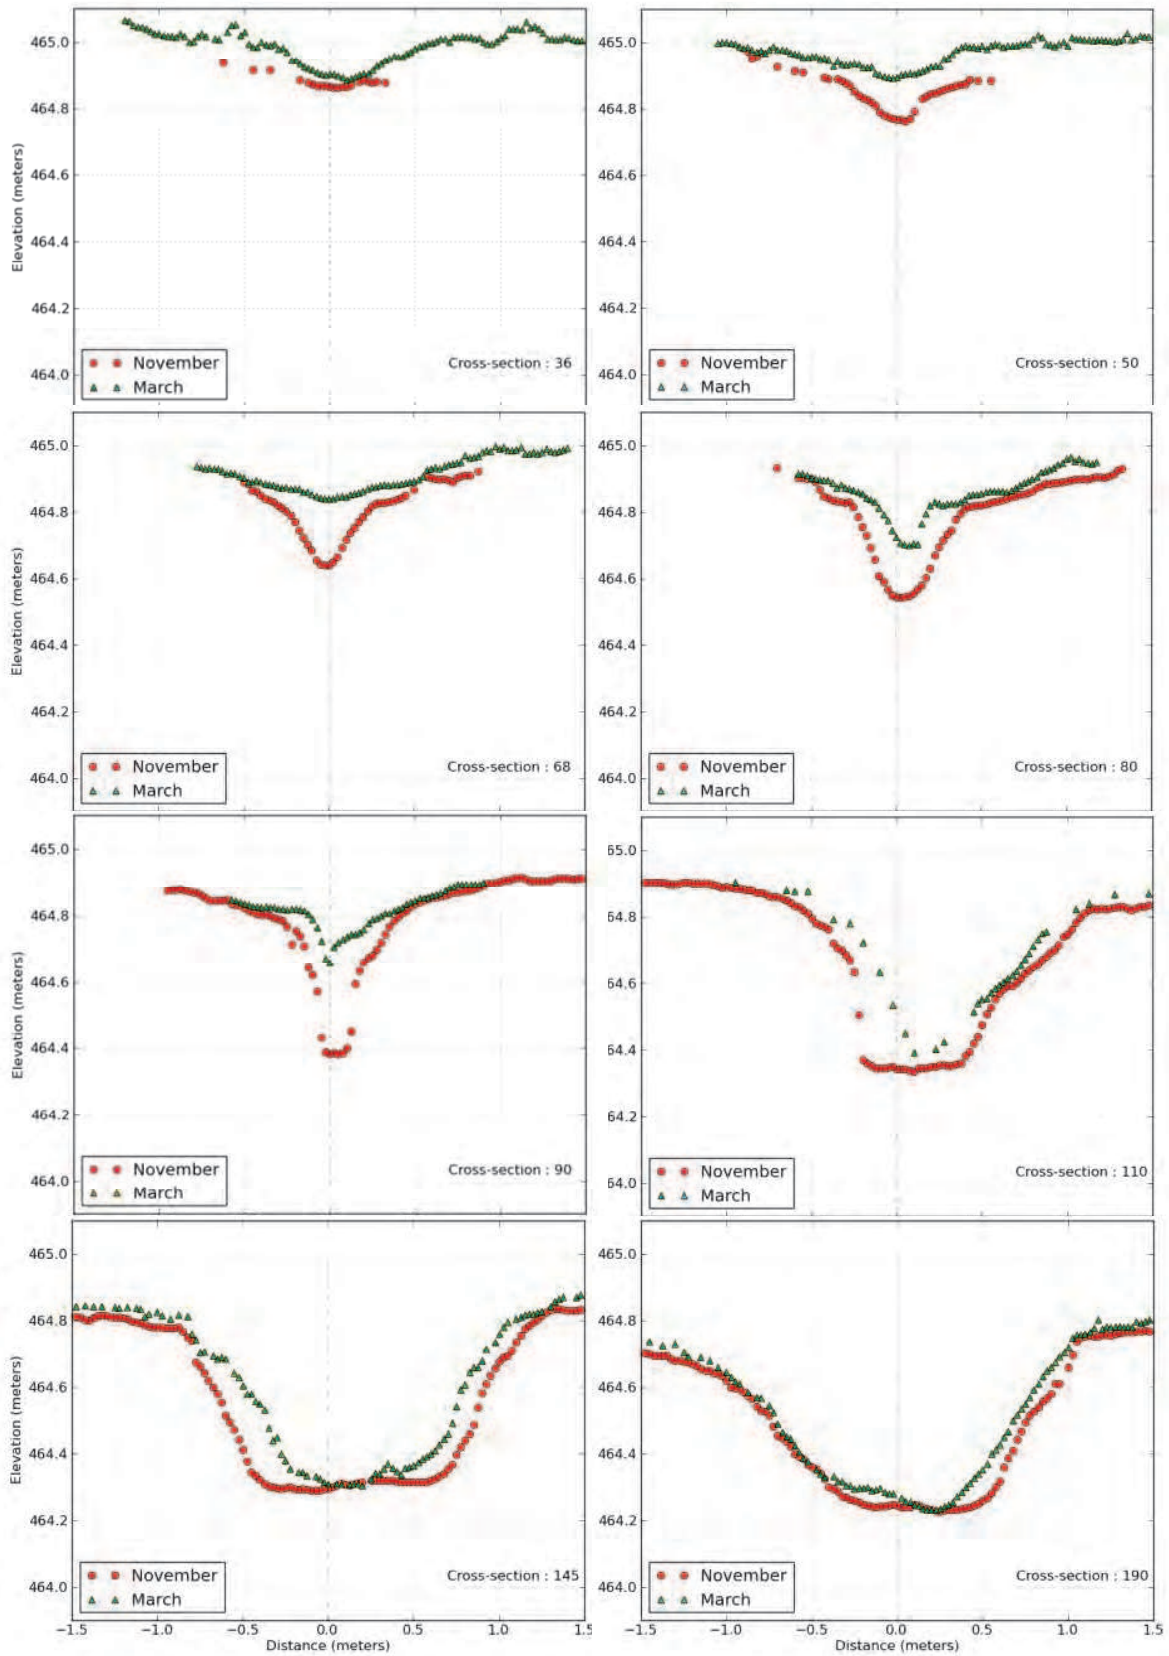 465.0
464.8
464.6
464.4
464.2
464.0
Elevation (meters)
November
March
Cross-section : 36
465.0
464.8
464.6
464.4
464.2
464.0
November
March
Cross-section : 50
465.0
464.8
464.6
464.4
464.2
464.0
Elevation (meters)
November
March
Cross-section : 68
465.0
464.8
464.6
464.4
464.2
464.0
November
March
Cross-section : 80
465.0
464.8
464.6
464.4
464.2
464.0
Elevation (meters)
November
March
Cross-section : 90
65.0
64.8
64.6
64.4
64.2
64.0
November
March
Cross-section : 110
465.0
464.8
464.6
464.4
464.2
464.0
Elevation (meters)
November
March
Cross-section : 145
−1.5 −1.0 −0.5 0.0 0.5 1.0 1.5
Distance (meters)
465.0
464.8
464.6
464.4
464.2
464.0
November
March
Cross-section : 190
−1.5 −1.0 −0.5 0.0 0.5 1.0 1.5
Distance (meters)